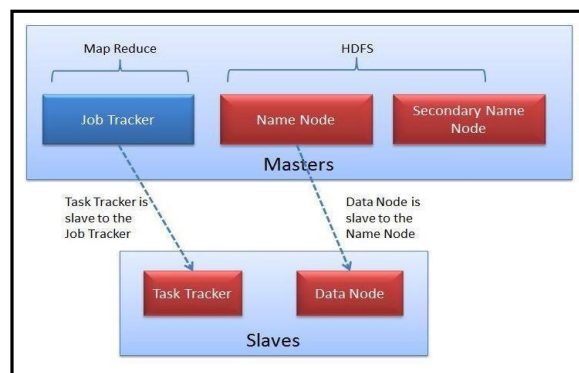 Map Reduce
HDFS
Job Tracker
Name Node
Secondary Name
Node
Masters
Task Tracker is
slave to the
Job Tracker
Data Node is
slave to the
Name Node
Task Tracker
Data Node
Slaves